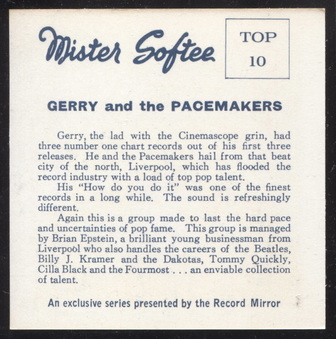 Mister Softee
TOP
10
GERRY and the PACEMAKERS
Gerry, the lad with the Cinemascope grin, had
three number one chart records out of his first three
releases. He and the Pacemakers hail from that beat
city of the north, Liverpool, which has flooded the
record industry with a load of top pop talent.
His "How do you do it" was one of the finest
records in a long while. The sound is refreshingly
different.
Again this is a group made to last the hard pace
and uncertainties of pop fame. This group is managed
by Brian Epstein, a brilliant young businessman from
Liverpool who also handles the careers of the Beatles,
Billy J. Kramer and the Dakotas, Tommy Quickly,
Cilla Black and the Fourmost . . . an enviable collection
of talent.
An exclusive series presented by the Record Mirror